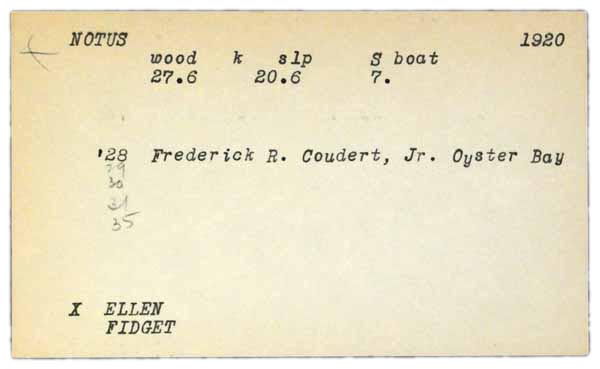 NOTUS 1920
wood k slp S boat
27.6 20.6 7.
'28 Frederick R. Coudert, Jr. Oyster Bay
29
30
31
35
X ELLEN
FIDGET